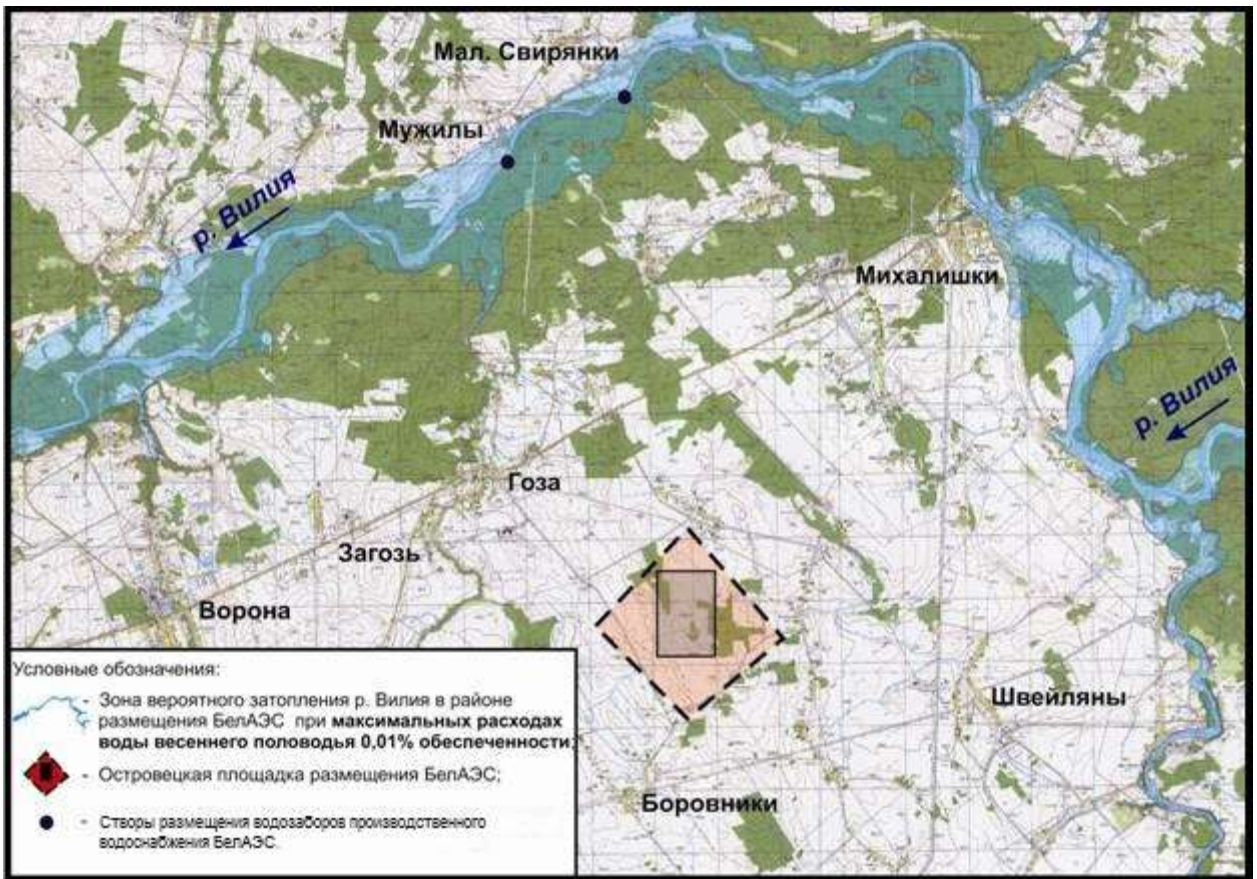 Мал. Свирянки
Мужилы
р. Вилия
Михалишки
р. Вилия
Гоза
Загозь
Ворона
Швейляны
Боровники
Условные обозначения:
- Зона вероятного затопления р. Вилия в районе
размещения БелАЭС при максимальных расходах
воды весеннего половодья 0,01% обеспеченности;
- Островецкая площадка размещения БелАЭС;
- Створы размещения водозаборов производственного
водоснабжения БелАЭС.